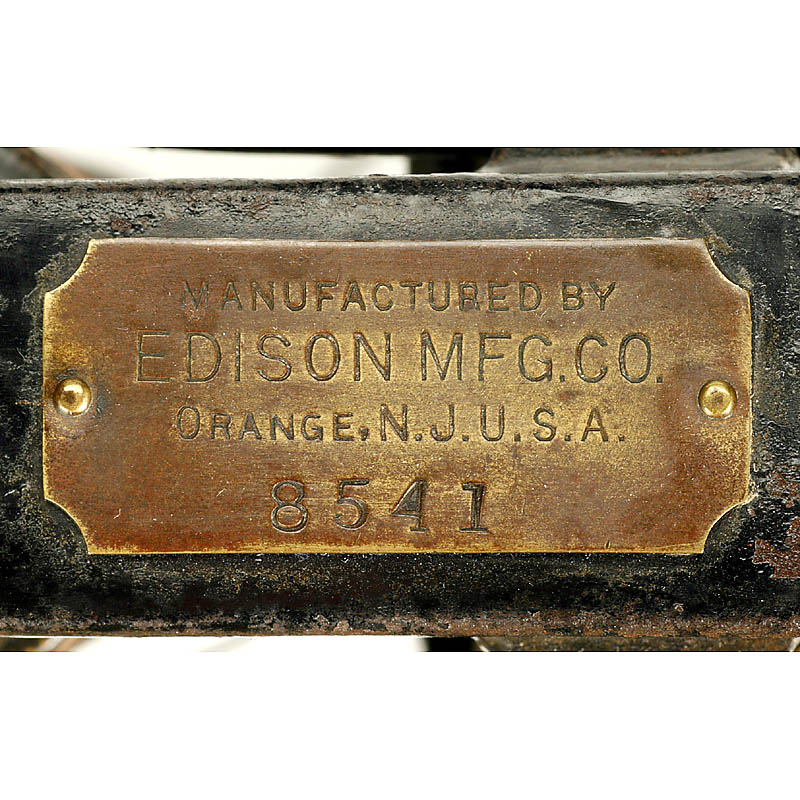 MANUFACTURED BY
EDISON MFG.CO.
ORANGE, N.J.U.S.A.
8541